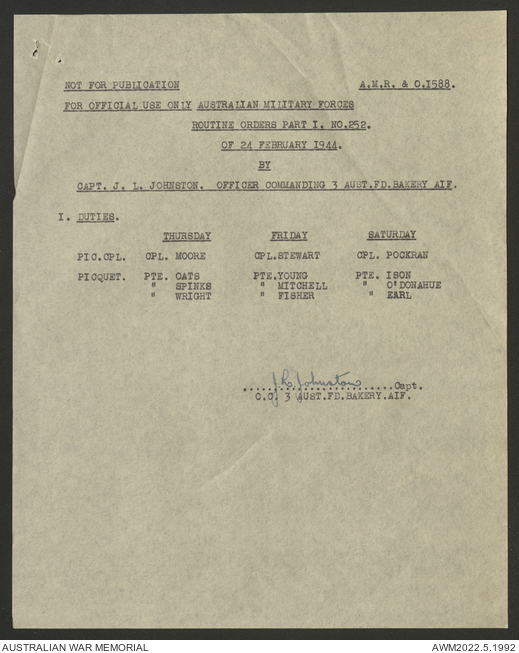 NOT FOR PUBLICATION A.M.R. & O.1588.
FOR OFFICIAL USE ONLY AUSTRALIAN MILITARY FORCES
ROUTINE ORDERS PART I. NO.252.
OF 24 FEBRUARY 1944.
BY
CAPT. J. L. JOHNSTON. OFFICER COMMANDING 3 AUST.FD.BAKERY AIF.
I. DUTIES.
THURSDAY FRIDAY SATURDAY
PIC.CPL. CPL. MOORE CPL.STEWART CPL. POCKRAN
PICQUET. PTE. OATS PTE.YOUNG PTE. ISON
" SPINKS " MITCHELL " O'DONAHUE
" WRIGHT " FISHER " EARL
J L Johnston Capt.
O.C. 3 AUST.FD.BAKERY.AIF.
AUSTRALIAN WAR MEMORIAL AWM2022.5.1992